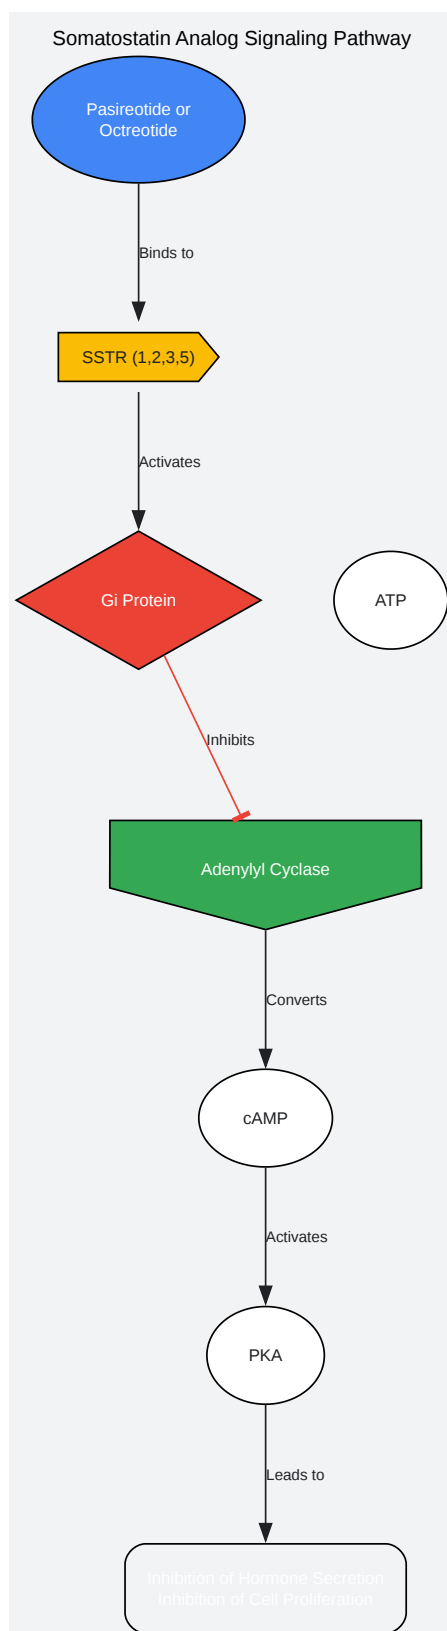 Somatostatin Analog Signaling Pathway
Pasireotide or
Octreotide
Binds to
SSTR (1,2,3,5)
Activates
Gi Protein
ATP
Inhibits
Adenylyl Cyclase
Converts
cAMP
Activates
PKA
Leads to
Inhibition of Hormone Secretion
Inhibition of Cell Proliferation